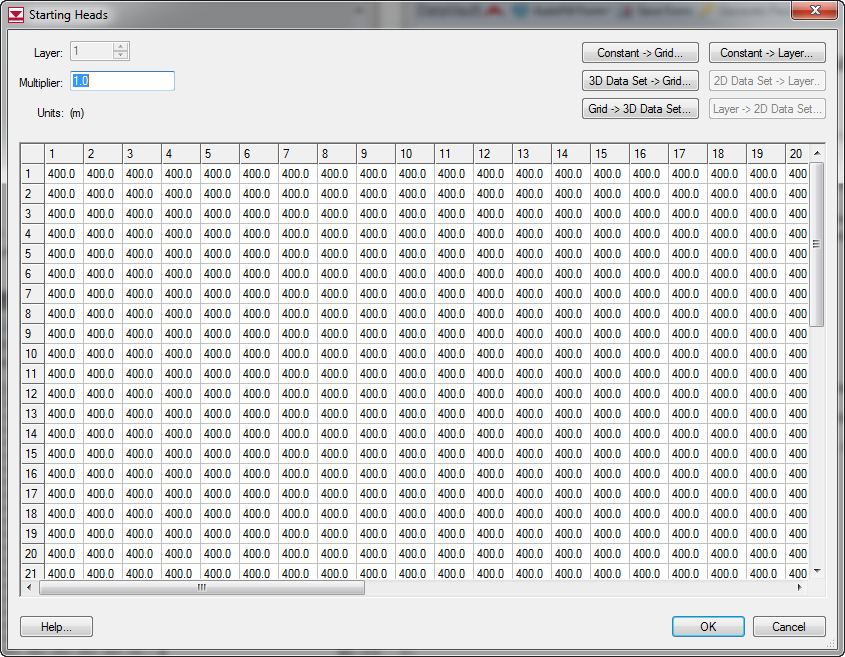 Starting Heads
Layer: 1
Multiplier: 1.0
Units: (m)
Constant -> Grid... Constant -> Layer...
3D Data Set -> Grid... 2D Data Set -> Layer..
Grid -> 3D Data Set... Layer -> 2D Data Set...
1 2 3 4 5 6 7 8 9 10 11 12 13 14 15 16 17 18 19 20
1 400.0 400.0 400.0 400.0 400.0 400.0 400.0 400.0 400.0 400.0 400.0 400.0 400.0 400.0 400.0 400.0 400.0 400.0 400.0 400
2 400.0 400.0 400.0 400.0 400.0 400.0 400.0 400.0 400.0 400.0 400.0 400.0 400.0 400.0 400.0 400.0 400.0 400.0 400.0 400
3 400.0 400.0 400.0 400.0 400.0 400.0 400.0 400.0 400.0 400.0 400.0 400.0 400.0 400.0 400.0 400.0 400.0 400.0 400.0 400
4 400.0 400.0 400.0 400.0 400.0 400.0 400.0 400.0 400.0 400.0 400.0 400.0 400.0 400.0 400.0 400.0 400.0 400.0 400.0 400
5 400.0 400.0 400.0 400.0 400.0 400.0 400.0 400.0 400.0 400.0 400.0 400.0 400.0 400.0 400.0 400.0 400.0 400.0 400.0 400
6 400.0 400.0 400.0 400.0 400.0 400.0 400.0 400.0 400.0 400.0 400.0 400.0 400.0 400.0 400.0 400.0 400.0 400.0 400.0 400
7 400.0 400.0 400.0 400.0 400.0 400.0 400.0 400.0 400.0 400.0 400.0 400.0 400.0 400.0 400.0 400.0 400.0 400.0 400.0 400
8 400.0 400.0 400.0 400.0 400.0 400.0 400.0 400.0 400.0 400.0 400.0 400.0 400.0 400.0 400.0 400.0 400.0 400.0 400.0 400
9 400.0 400.0 400.0 400.0 400.0 400.0 400.0 400.0 400.0 400.0 400.0 400.0 400.0 400.0 400.0 400.0 400.0 400.0 400.0 400
10 400.0 400.0 400.0 400.0 400.0 400.0 400.0 400.0 400.0 400.0 400.0 400.0 400.0 400.0 400.0 400.0 400.0 400.0 400.0 400
11 400.0 400.0 400.0 400.0 400.0 400.0 400.0 400.0 400.0 400.0 400.0 400.0 400.0 400.0 400.0 400.0 400.0 400.0 400.0 400
12 400.0 400.0 400.0 400.0 400.0 400.0 400.0 400.0 400.0 400.0 400.0 400.0 400.0 400.0 400.0 400.0 400.0 400.0 400.0 400
13 400.0 400.0 400.0 400.0 400.0 400.0 400.0 400.0 400.0 400.0 400.0 400.0 400.0 400.0 400.0 400.0 400.0 400.0 400.0 400
14 400.0 400.0 400.0 400.0 400.0 400.0 400.0 400.0 400.0 400.0 400.0 400.0 400.0 400.0 400.0 400.0 400.0 400.0 400.0 400
15 400.0 400.0 400.0 400.0 400.0 400.0 400.0 400.0 400.0 400.0 400.0 400.0 400.0 400.0 400.0 400.0 400.0 400.0 400.0 400
16 400.0 400.0 400.0 400.0 400.0 400.0 400.0 400.0 400.0 400.0 400.0 400.0 400.0 400.0 400.0 400.0 400.0 400.0 400.0 400
17 400.0 400.0 400.0 400.0 400.0 400.0 400.0 400.0 400.0 400.0 400.0 400.0 400.0 400.0 400.0 400.0 400.0 400.0 400.0 400
18 400.0 400.0 400.0 400.0 400.0 400.0 400.0 400.0 400.0 400.0 400.0 400.0 400.0 400.0 400.0 400.0 400.0 400.0 400.0 400
19 400.0 400.0 400.0 400.0 400.0 400.0 400.0 400.0 400.0 400.0 400.0 400.0 400.0 400.0 400.0 400.0 400.0 400.0 400.0 400
20 400.0 400.0 400.0 400.0 400.0 400.0 400.0 400.0 400.0 400.0 400.0 400.0 400.0 400.0 400.0 400.0 400.0 400.0 400.0 400
21 400.0 400.0 400.0 400.0 400.0 400.0 400.0 400.0 400.0 400.0 400.0 400.0 400.0 400.0 400.0 400.0 400.0 400.0 400.0 400
Help... OK Cancel